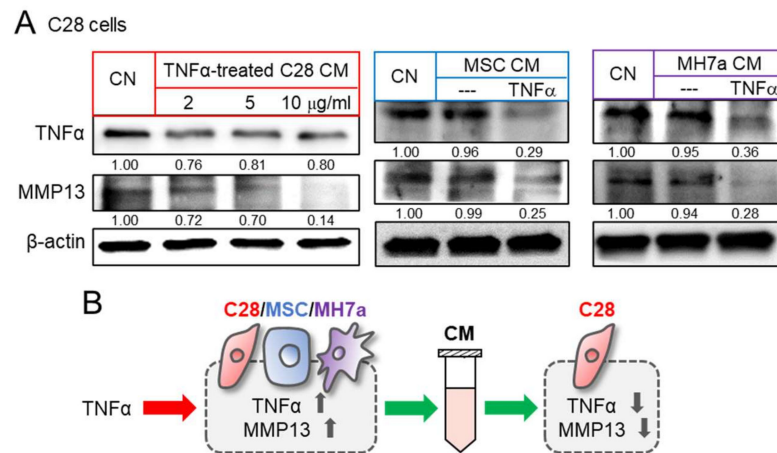 A C28 cells
CN TNFα-treated C28 CM
2 5 10 μg/ml
CN MSC CM
--- TNFα
CN MH7a CM
--- TNFα
TNFα
1.00 0.76 0.81 0.80 1.00 0.96 0.29 1.00 0.95 0.36
MMP13
1.00 0.72 0.70 0.14 1.00 0.99 0.25 1.00 0.94 0.28
β-actin
B
C28/MSC/MH7a
CM
C28
TNFα
TNFα
MMP13
TNFα
MMP13